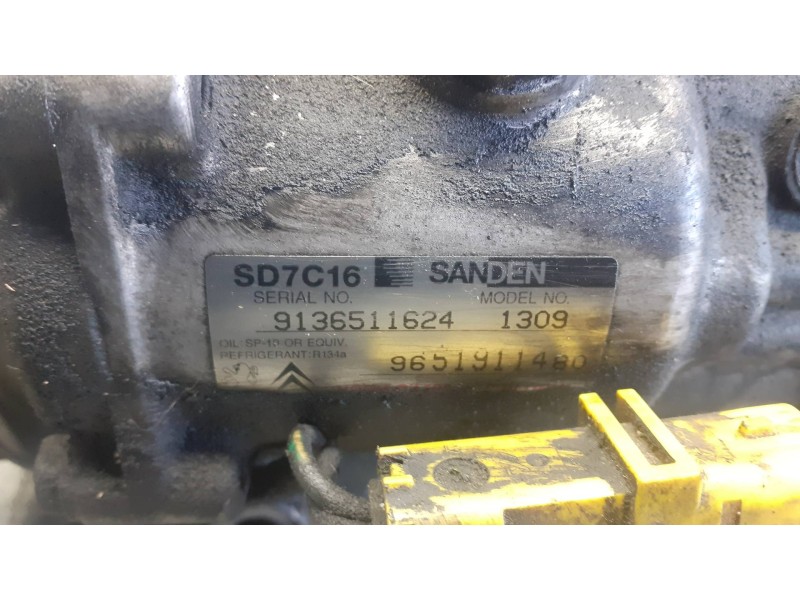 SD7C16 SANDEN
SERIAL NO. MODEL NO.
9136511624 1309
OIL: SP-10 OR EQUIV.
REFRIGERANT: R134a
9651911480